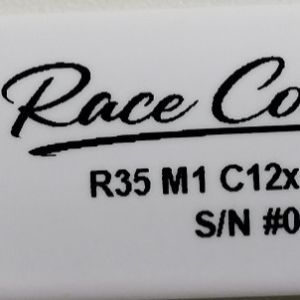 Race Co
R35 M1 C12x
S/N #0